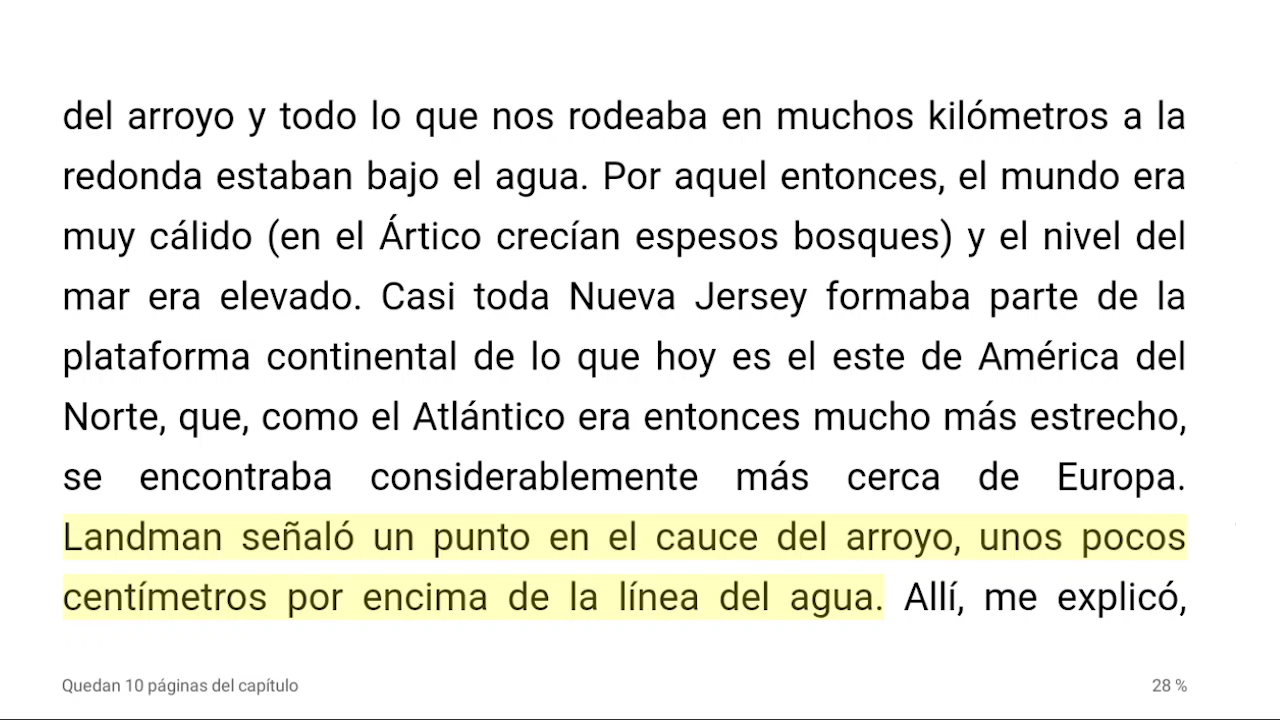 del arroyo y todo lo que nos rodeaba en muchos kilómetros a la
redonda estaban bajo el agua. Por aquel entonces, el mundo era
muy cálido (en el Ártico crecían espesos bosques) y el nivel del
mar era elevado. Casi toda Nueva Jersey formaba parte de la
plataforma continental de lo que hoy es el este de América del
Norte, que, como el Atlántico era entonces mucho más estrecho,
se encontraba considerablemente más cerca de Europa.
Landman señaló un punto en el cauce del arroyo, unos pocos
centímetros por encima de la línea del agua. Allí, me explicó,
Quedan 10 páginas del capítulo
28 %